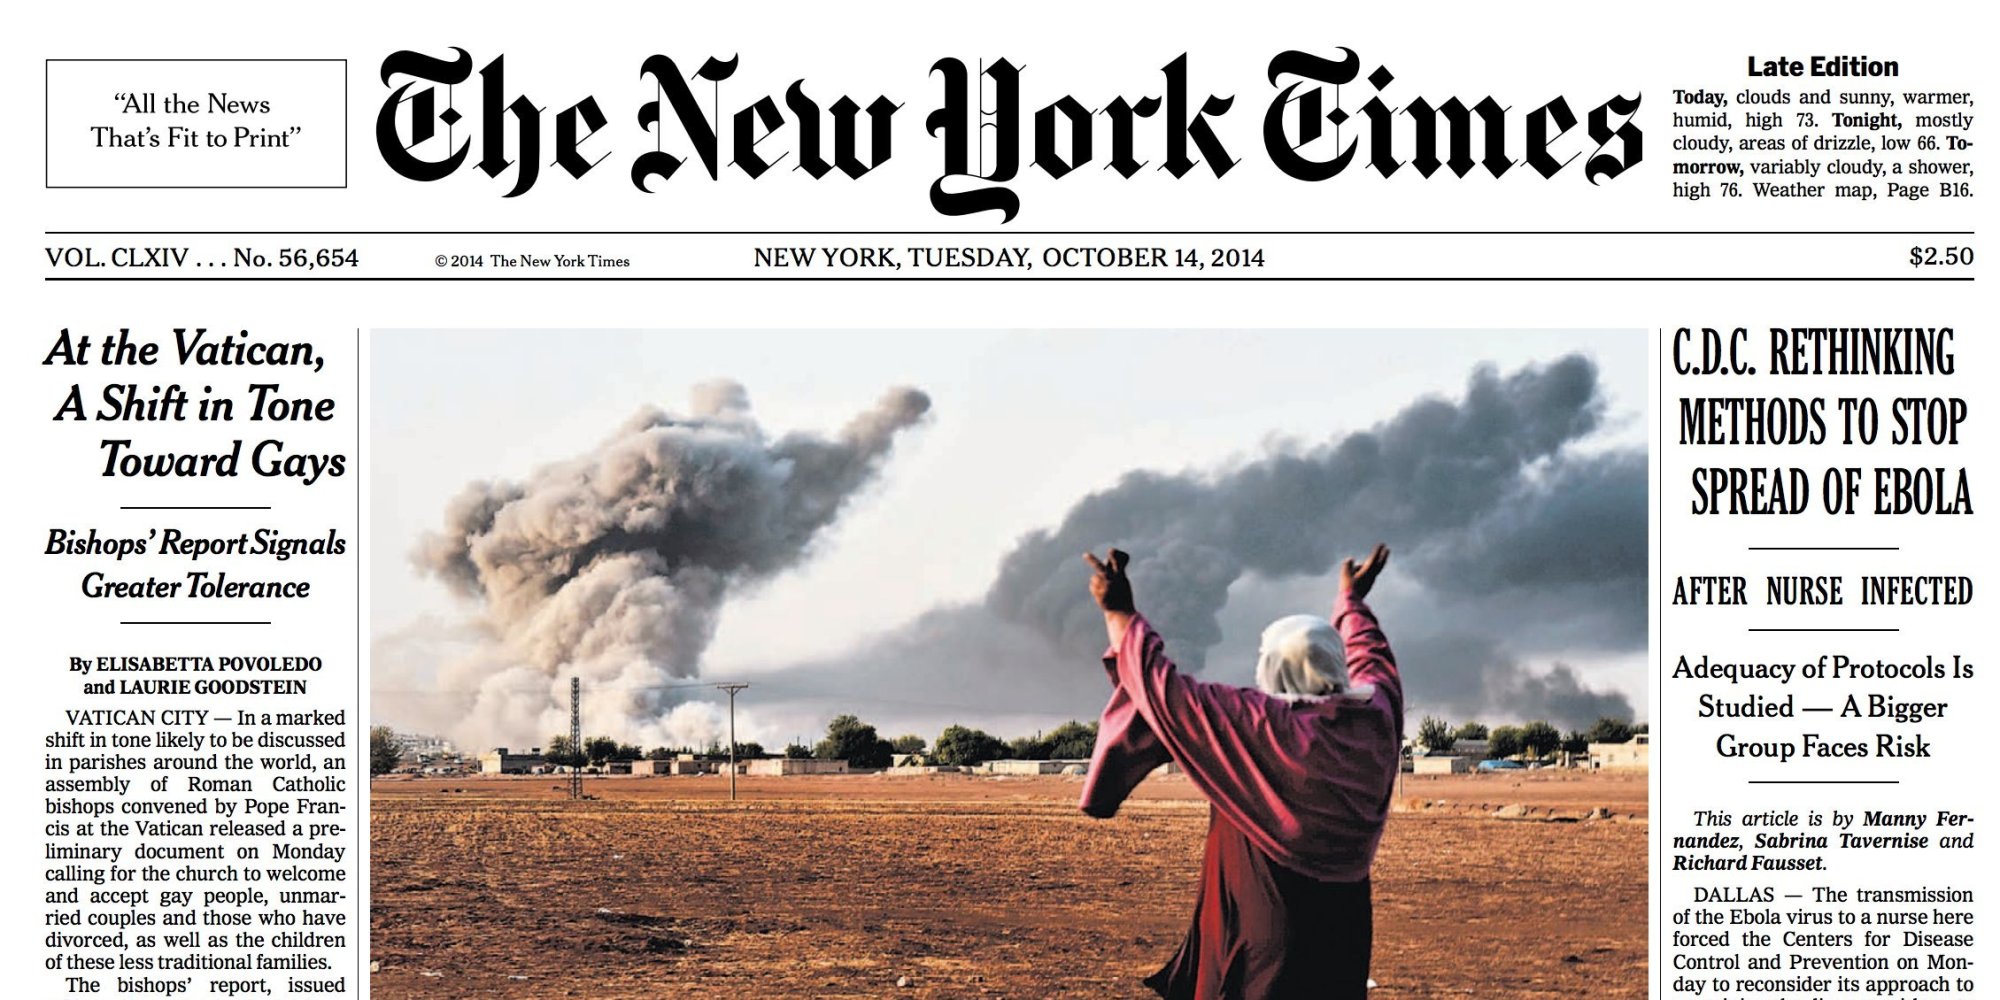 “All the News
That’s Fit to Print”
The New York Times
Late Edition
Today, clouds and sunny, warmer,
humid, high 73. Tonight, mostly
cloudy, areas of drizzle, low 66. To-
morrow, variably cloudy, a shower,
high 76. Weather map, Page B16.
VOL. CLXIV . . . No. 56,654
© 2014 The New York Times
NEW YORK, TUESDAY, OCTOBER 14, 2014
$2.50
At the Vatican,
A Shift in Tone
Toward Gays
Bishops’ Report Signals
Greater Tolerance
By ELISABETTA POVOLEDO
and LAURIE GOODSTEIN
VATICAN CITY — In a marked
shift in tone likely to be discussed
in parishes around the world, an
assembly of Roman Catholic
bishops convened by Pope Fran-
cis at the Vatican released a pre-
liminary document on Monday
calling for the church to welcome
and accept gay people, unmar-
ried couples and those who have
divorced, as well as the children
of these less traditional families.
The bishops’ report, issued
C.D.C. RETHINKING
METHODS TO STOP
SPREAD OF EBOLA
AFTER NURSE INFECTED
Adequacy of Protocols Is
Studied — A Bigger
Group Faces Risk
This article is by Manny Fer-
nandez, Sabrina Tavernise and
Richard Fausset.
DALLAS — The transmission
of the Ebola virus to a nurse here
forced the Centers for Disease
Control and Prevention on Mon-
day to reconsider its approach to